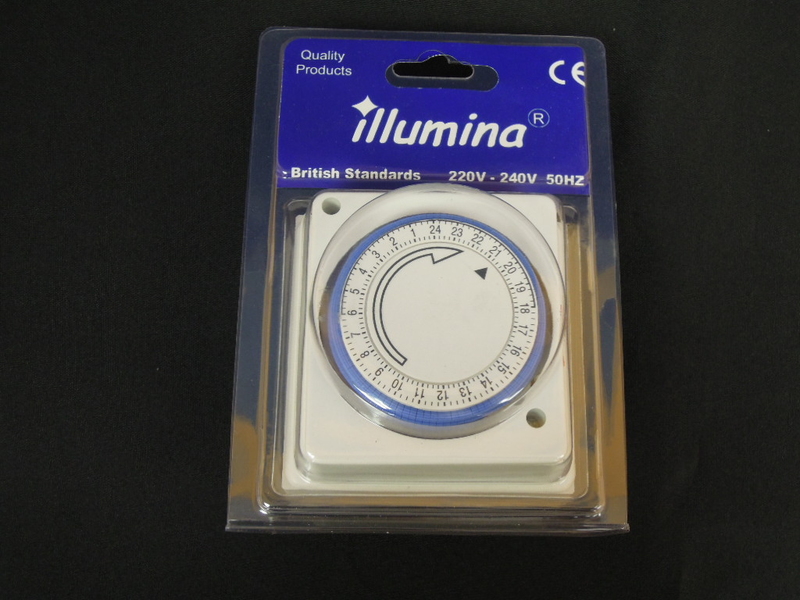 Quality
Products
CE
illumina®
British Standards 220V - 240V 50HZ
24 23 22 21 20 19 18 17 16 15 14 13 12 11 10 9 8 7 6 5 4 3 2 1